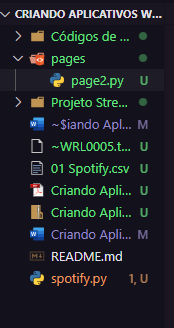 CRIANDO APLICATIVOS W...
Códigos de ...
pages
page2.py U
Projeto Stre...
~$iando Apl... M
~WRL0005.t... U
01 Spotify.csv U
Criando Apli... U
Criando Apli... U
Criando Apli... M
README.md
spotify.py 1, U